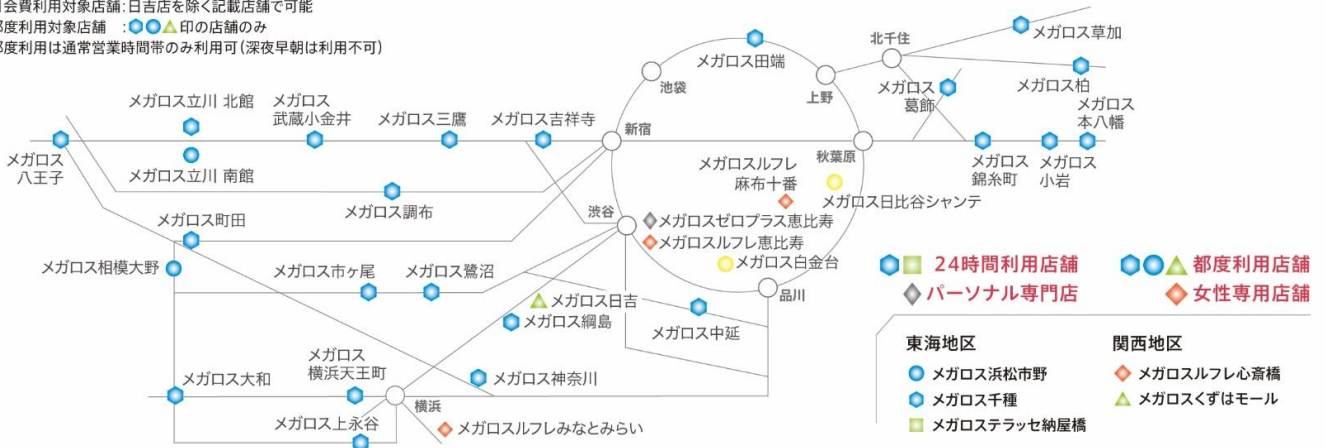 月会費利用対象店舗:日吉店を除く記載店舗で可能
都度利用対象店舗 :印の店舗のみ
都度利用は通常営業時間帯のみ利用可(深夜早朝は利用不可)
メガロス草加
北千住
メガロス田端
メガロス柏
池袋
上野
メガロス
葛飾
メガロス
本八幡
メガロス立川 北館
メガロス
武蔵小金井
メガロス三鷹
メガロス吉祥寺
新宿
秋葉原
メガロス
八王子
メガロス立川 南館
メガロス
錦糸町
メガロス
小岩
メガロスルフレ
麻布十番
メガロス日比谷シャンテ
メガロス調布
渋谷
メガロスゼロプラス恵比寿
メガロスルフレ恵比寿
メガロス白金台
メガロス町田
メガロス相模大野
メガロス市ヶ尾
メガロス鷺沼
品川
メガロス日吉
メガロス綱島
メガロス中延
メガロス大和
メガロス
横浜天王町
メガロス神奈川
横浜
メガロス上永谷
メガロスルフレみなとみらい
24時間利用店舗
都度利用店舗
パーソナル専門店
女性専用店舗
東海地区
メガロス浜松市野
メガロス千種
メガロステラッセ納屋橋
関西地区
メガロスルフレ心斎橋
メガロスくずはモール